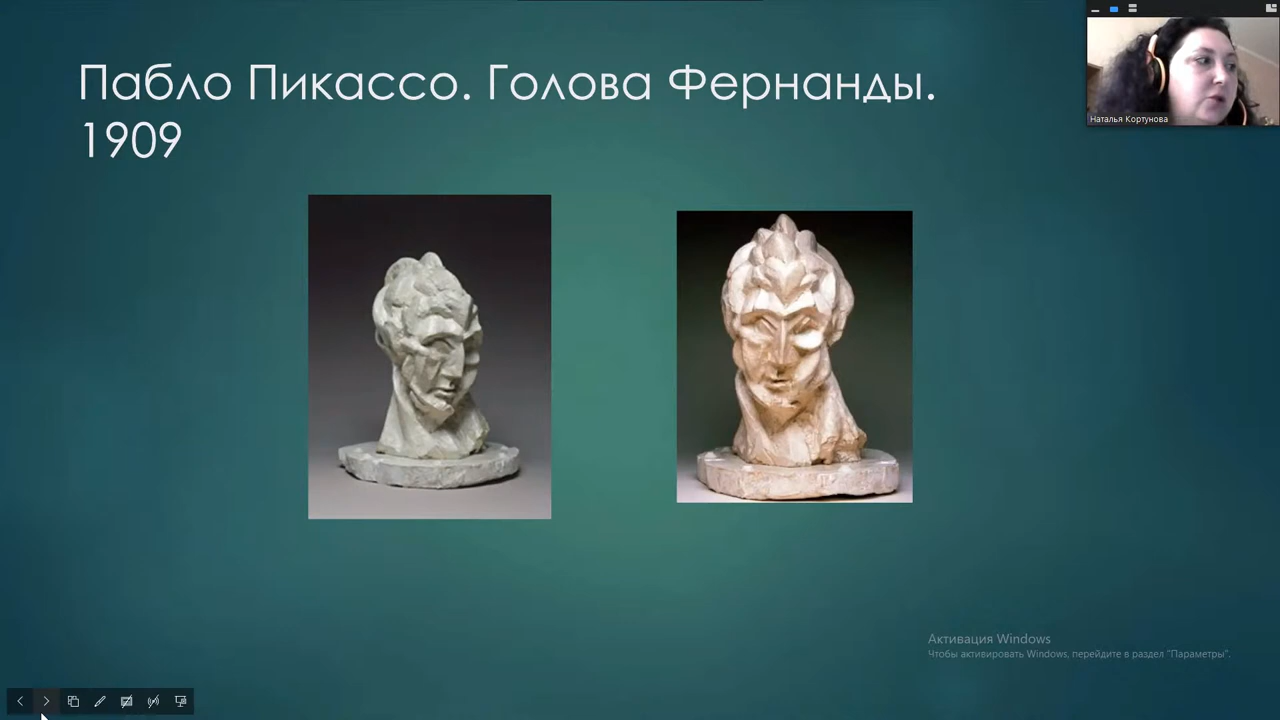 Пабло Пикассо. Голова Фернанды.
1909
Наталья Кортунова
Активация Windows
Чтобы активировать Windows, перейдите в раздел "Параметры".